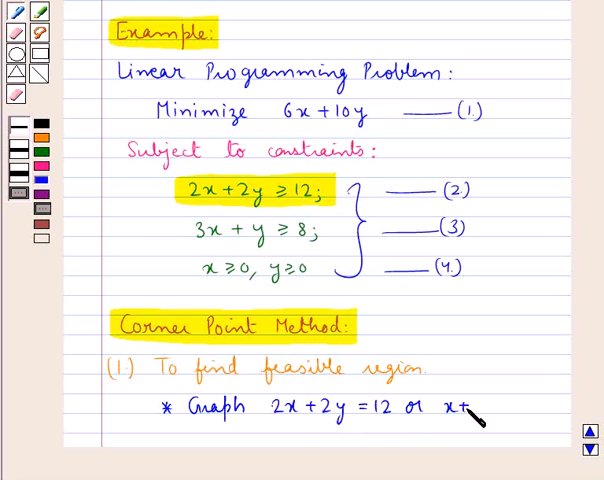 Example:
Linear Programming Problem:
Minimize 6x+10y —— (1.)
Subject to constraints:
2x+2y ≥ 12; —— (2.)
3x + y ≥ 8; —— (3)
x ≥ 0, y ≥ 0 —— (4.)
Corner Point Method:
(1.) To find feasible region.
* Graph 2x+2y = 12 or x+